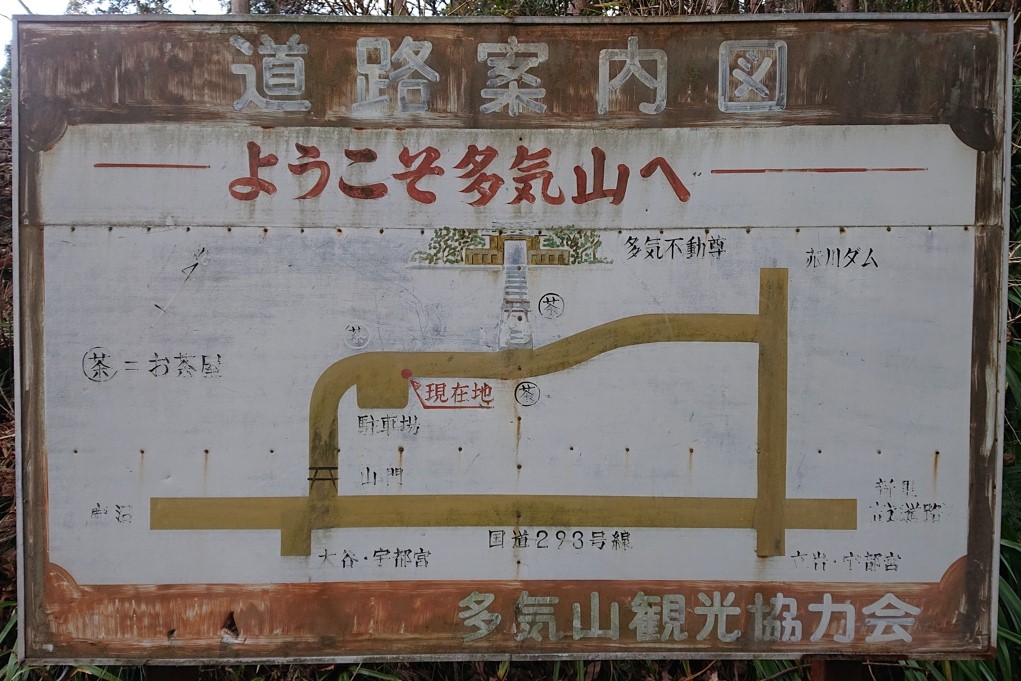 道路案内図
ようこそ多気山へ
多気不動尊
赤川ダム
茶
茶
茶=お茶屋
現在地
茶
駐車場
山門
鹿沼
国道293号線
大谷・宇都宮
宇都宮
多気山観光協力会